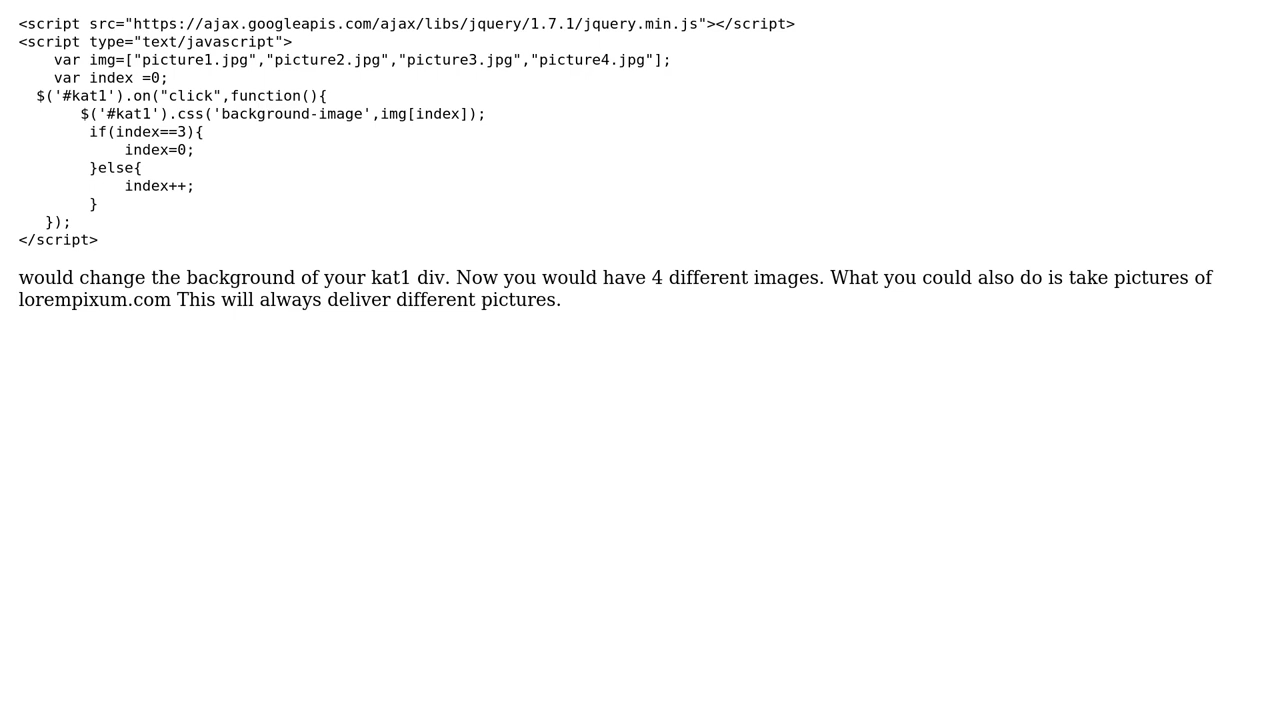 <script src="https://ajax.googleapis.com/ajax/libs/jquery/1.7.1/jquery.min.js"></script>
<script type="text/javascript">
    var img=["picture1.jpg","picture2.jpg","picture3.jpg","picture4.jpg"];
    var index =0;
  $('#kat1').on("click",function(){
       $('#kat1').css('background-image',img[index]);
        if(index==3){
            index=0;
        }else{
            index++;
        }
   });
</script>
would change the background of your kat1 div. Now you would have 4 different images. What you could also do is take pictures of
lorempixum.com This will always deliver different pictures.